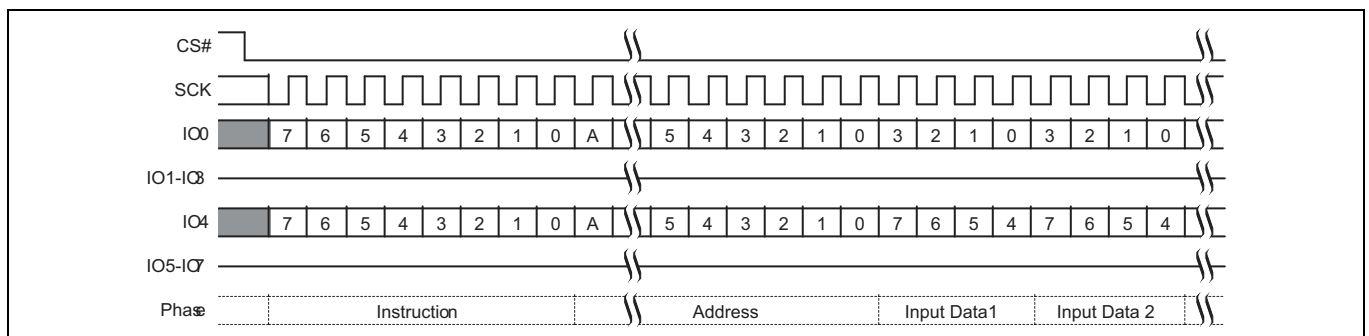 CS#
SCK
IO0 7 6 5 4 3 2 1 0 A 5 4 3 2 1 0 3 2 1 0 3 2 1 0
IO1-IO3
IO4 7 6 5 4 3 2 1 0 A 5 4 3 2 1 0 7 6 5 4 7 6 5 4
IO5-IO7
Phase Instruction Address Input Data1 Input Data 2